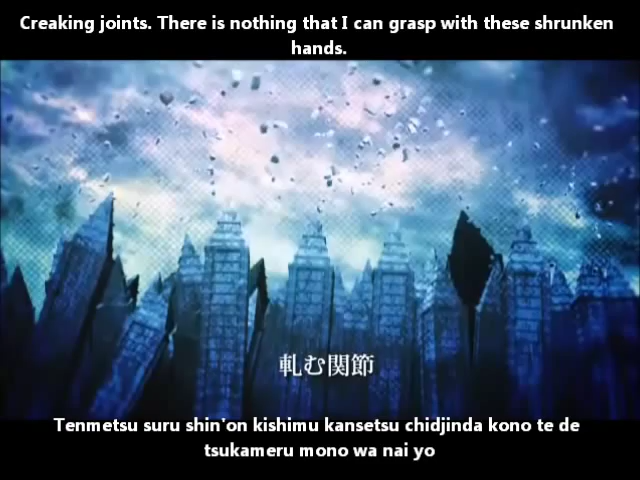 Creaking joints. There is nothing that I can grasp with these shrunken
hands.
軋む関節
Tenmetsu suru shin'on kishimu kansetsu chidjinda kono te de
tsukameru mono wa nai yo